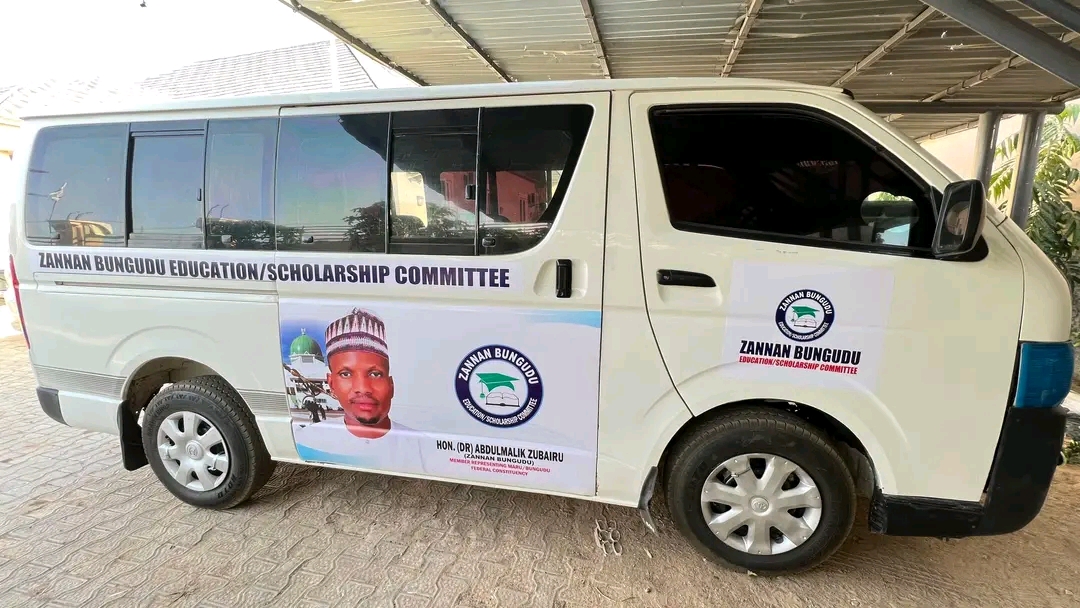 ZANNAN BUNGUDU EDUCATION/SCHOLARSHIP COMMITTEE
ZANNAN BUNGUDU
EDUCATION/SCHOLARSHIP COMMITTEE
HON. (DR) ABDULMALIK ZUBAIRU
(ZANNAN BUNGUDU)
MEMBER REPRESENTING MARU/BUNGUDU
FEDERAL CONSTITUENCY
ZANNAN BUNGUDU
EDUCATION/SCHOLARSHIP COMMITTEE
ZANNAN BUNGUDU
EDUCATION/SCHOLARSHIP COMMITTEE